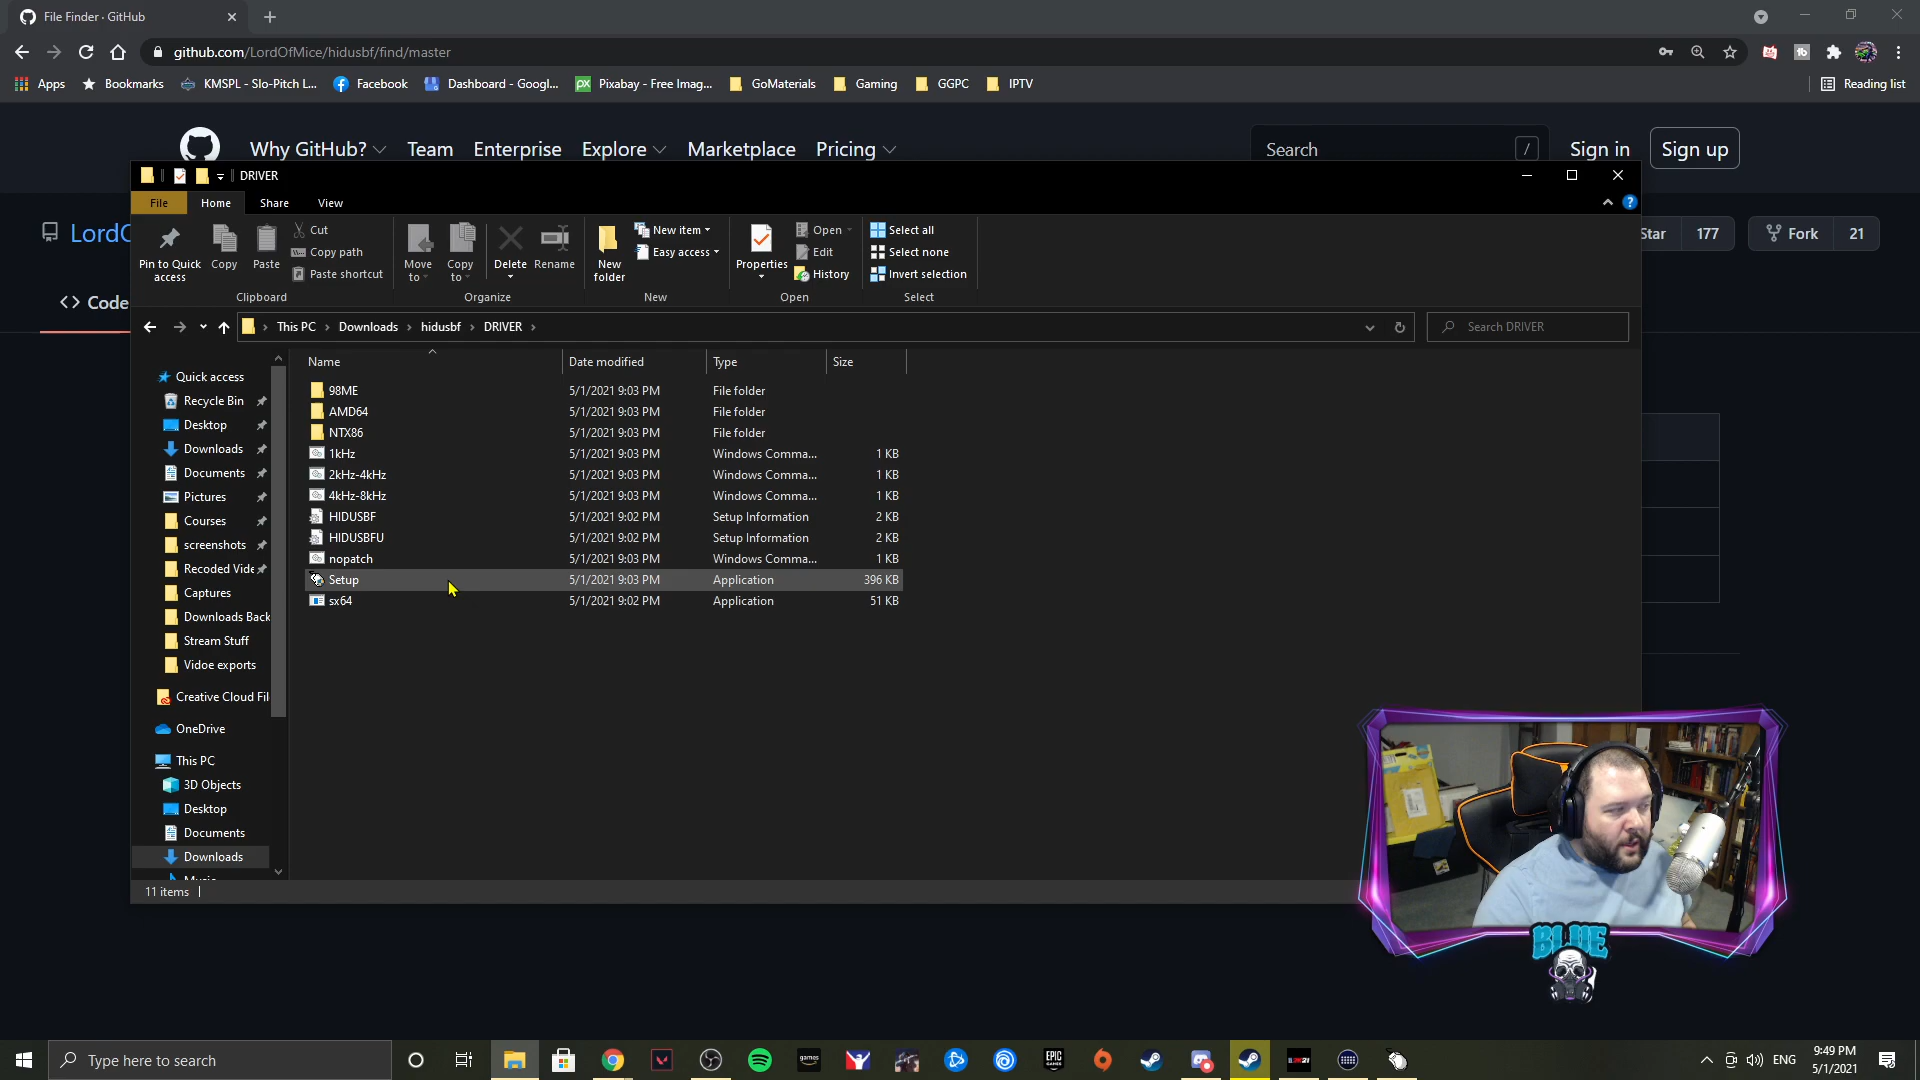 File Finder · GitHub
github.com/LordOfMice/hidusbf/find/master
Apps Bookmarks KMSPL - Slo-Pitch L... Facebook Dashboard - Googl... Pixabay - Free Imag... GoMaterials Gaming GGPC IPTV Reading list
Why GitHub? Team Enterprise Explore Marketplace Pricing Search / Sign in Sign up
DRIVER
File Home Share View
LordO
Star 177 Fork 21
<> Code
Pin to Quick access
Copy
Paste
Cut
Copy path
Paste shortcut
Clipboard
Move to
Copy to
Delete
Rename
Organize
New folder
New item
Easy access
New
Properties
Open
Edit
History
Open
Select all
Select none
Invert selection
Select
This PC > Downloads > hidusbf > DRIVER >
Search DRIVER
Name Date modified Type Size
98ME 5/1/2021 9:03 PM File folder
AMD64 5/1/2021 9:03 PM File folder
NTX86 5/1/2021 9:03 PM File folder
1kHz 5/1/2021 9:03 PM Windows Comma... 1 KB
2kHz-4kHz 5/1/2021 9:03 PM Windows Comma... 1 KB
4kHz-8kHz 5/1/2021 9:03 PM Windows Comma... 1 KB
HIDUSBF 5/1/2021 9:02 PM Setup Information 2 KB
HIDUSBFU 5/1/2021 9:02 PM Setup Information 2 KB
nopatch 5/1/2021 9:03 PM Windows Comma... 1 KB
Setup 5/1/2021 9:03 PM Application 396 KB
sx64 5/1/2021 9:02 PM Application 51 KB
Quick access
Recycle Bin
Desktop
Downloads
Documents
Pictures
Courses
screenshots
Recoded Vide
Captures
Downloads Back
Stream Stuff
Vidoe exports
Creative Cloud Fil
OneDrive
This PC
3D Objects
Desktop
Documents
Downloads
Music
11 items
BLUE
Type here to search
games
EPIC GAMES
ENG
9:49 PM
5/1/2021